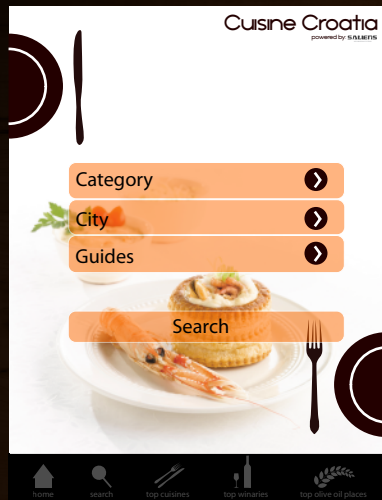 Cuisine Croatia
powered by SALIENS
Category
City
Guides
Search
home search top cuisines top winaries top olive oil places